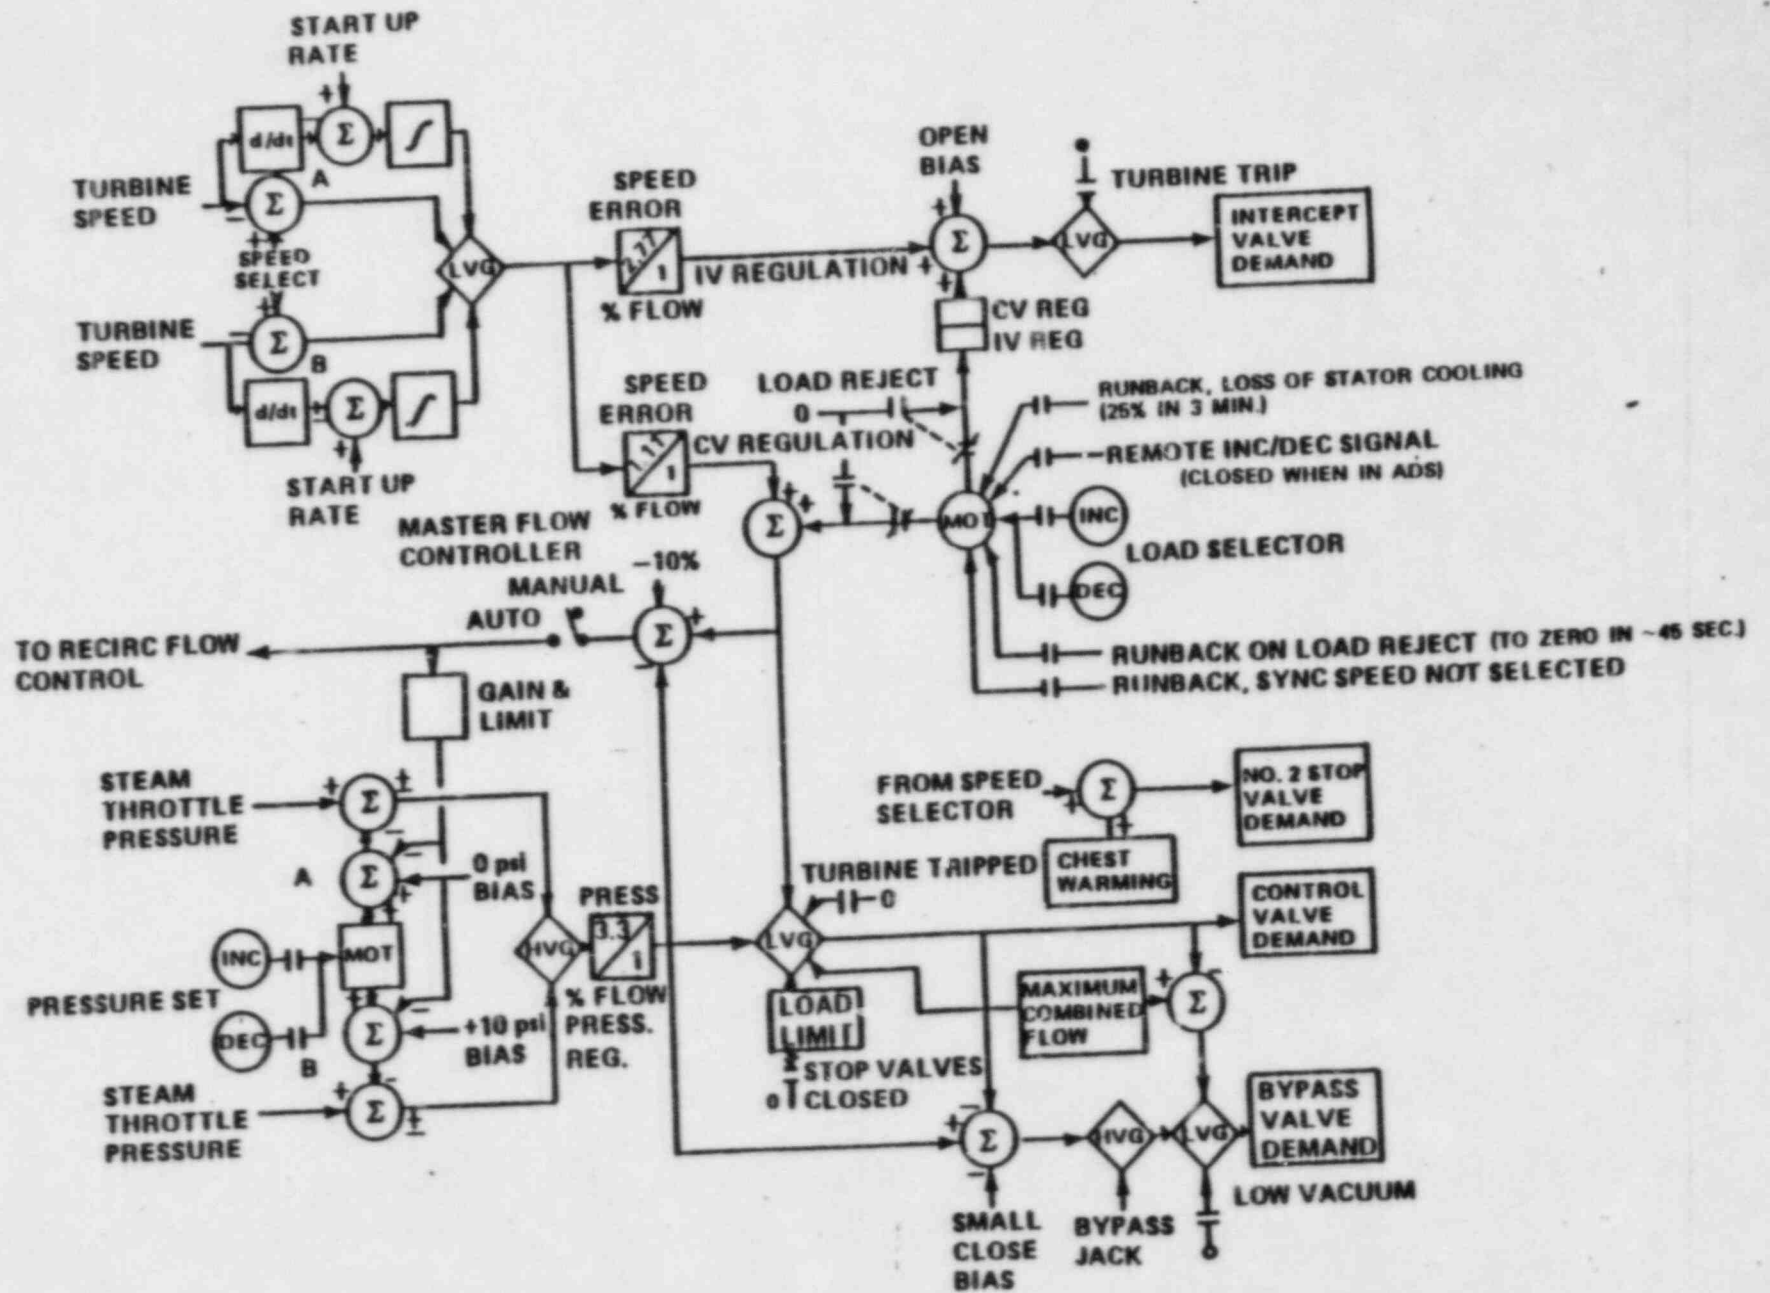 START UP
RATE
+
d/dt
Σ
∫
A
TURBINE
SPEED
Σ
−
+
SPEED
SELECT
LVG
+
TURBINE
SPEED
−
Σ
B
d/dt
Σ
∫
+
START UP
RATE
SPEED
ERROR
1
% FLOW
IV REGULATION
SPEED
ERROR
1
% FLOW
CV REGULATION
OPEN
BIAS
+
Σ
+
+
TURBINE TRIP
LVG
INTERCEPT
VALVE
DEMAND
CV REG
IV REG
LOAD REJECT
0
RUNBACK, LOSS OF STATOR COOLING
(25% IN 3 MIN.)
REMOTE INC/DEC SIGNAL
(CLOSED WHEN IN ADS)
MOT
INC
LOAD SELECTOR
DEC
RUNBACK ON LOAD REJECT (TO ZERO IN ~45 SEC.)
RUNBACK, SYNC SPEED NOT SELECTED
+
+
Σ
MASTER FLOW
CONTROLLER
−10%
MANUAL
AUTO
Σ
+
−
TO RECIRC FLOW
CONTROL
GAIN &
LIMIT
STEAM
THROTTLE
PRESSURE
+
Σ
±
−
−
A
Σ
+
+
0 psi
BIAS
INC
MOT
PRESSURE SET
DEC
+
−
B
Σ
+10 psi
BIAS
STEAM
THROTTLE
PRESSURE
+
Σ
−
±
HVG
PRESS
3.3
1
% FLOW
PRESS.
REG.
FROM SPEED
SELECTOR
+
Σ
+
NO. 2 STOP
VALVE
DEMAND
CHEST
WARMING
TURBINE TRIPPED
0
LVG
LOAD
LIMIT
STOP VALVES
CLOSED
0
CONTROL
VALVE
DEMAND
MAXIMUM
COMBINED
FLOW
+
−
Σ
−
+
Σ
−
SMALL
CLOSE
BIAS
HVG
BYPASS
JACK
LVG
BYPASS
VALVE
DEMAND
LOW VACUUM